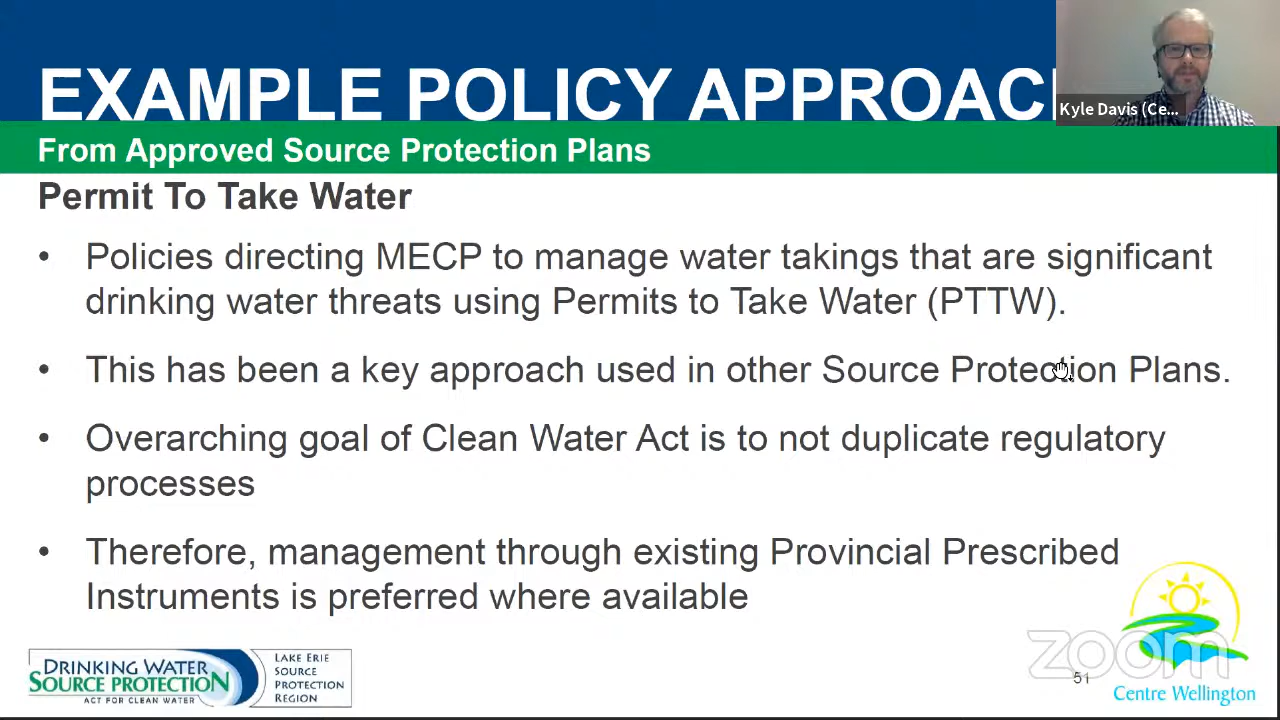 EXAMPLE POLICY APPROAC
Kyle Davis (Ce...
From Approved Source Protection Plans
Permit To Take Water
• Policies directing MECP to manage water takings that are significant
drinking water threats using Permits to Take Water (PTTW).
• This has been a key approach used in other Source Protection Plans.
• Overarching goal of Clean Water Act is to not duplicate regulatory
processes
• Therefore, management through existing Provincial Prescribed
Instruments is preferred where available
DRINKING WATER
SOURCE PROTECTION
ACT FOR CLEAN WATER
LAKE ERIE
SOURCE
PROTECTION
REGION
zoom
51
Centre Wellington